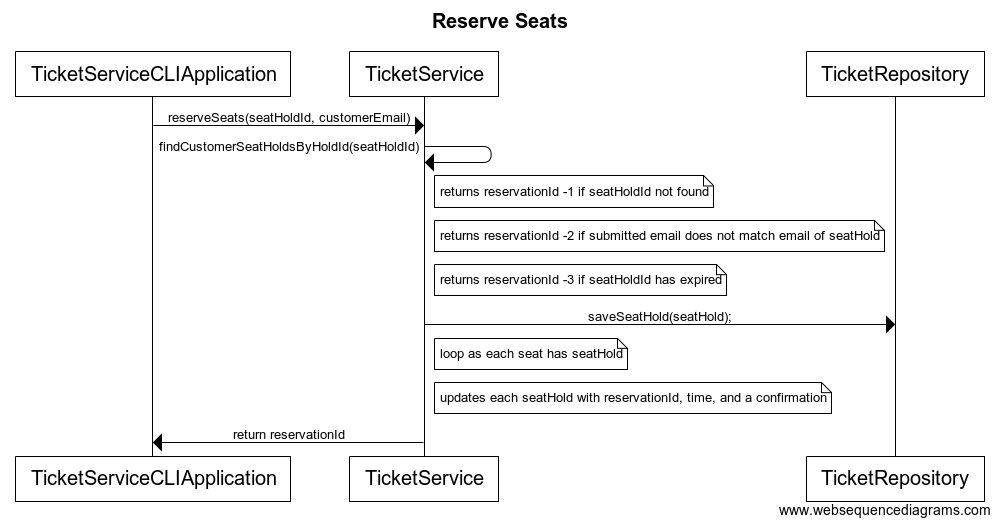 Reserve Seats
TicketServiceCLIApplication
TicketService
TicketRepository
reserveSeats(seatHoldId, customerEmail)
findCustomerSeatHoldsByHoldId(seatHoldId)
returns reservationId -1 if seatHoldId not found
returns reservationId -2 if submitted email does not match email of seatHold
returns reservationId -3 if seatHoldId has expired
saveSeatHold(seatHold);
loop as each seat has seatHold
updates each seatHold with reservationId, time, and a confirmation
return reservationId
TicketServiceCLIApplication
TicketService
TicketRepository
www.websequencediagrams.com